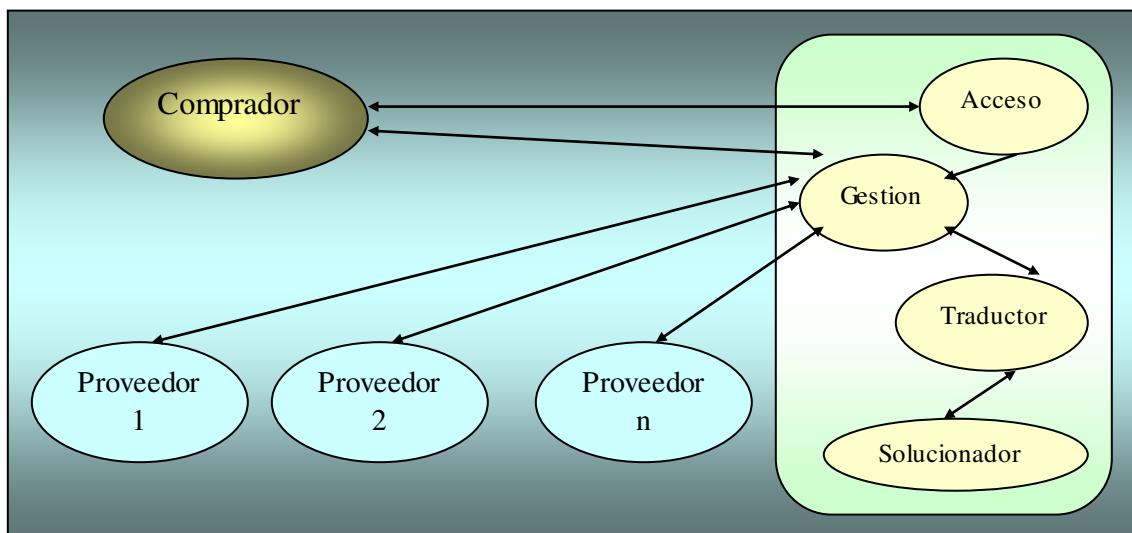 Comprador
Acceso
Gestion
Traductor
Proveedor
1
Proveedor
2
Proveedor
n
Solucionador